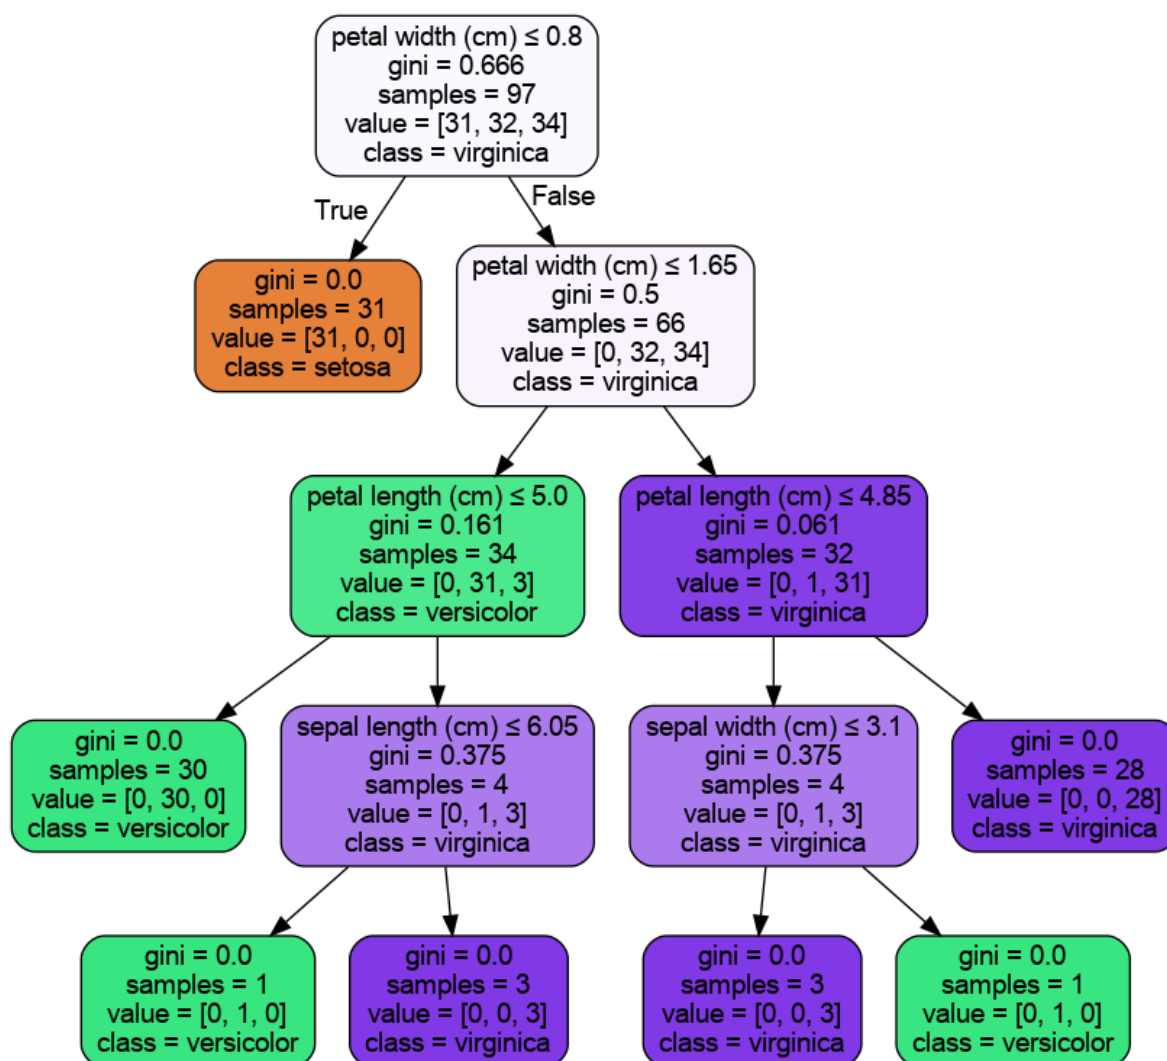 petal width (cm) ≤ 0.8
gini = 0.666
samples = 97
value = [31, 32, 34]
class = virginica
True
False
gini = 0.0
samples = 31
value = [31, 0, 0]
class = setosa
petal width (cm) ≤ 1.65
gini = 0.5
samples = 66
value = [0, 32, 34]
class = virginica
petal length (cm) ≤ 5.0
gini = 0.161
samples = 34
value = [0, 31, 3]
class = versicolor
petal length (cm) ≤ 4.85
gini = 0.061
samples = 32
value = [0, 1, 31]
class = virginica
gini = 0.0
samples = 30
value = [0, 30, 0]
class = versicolor
sepal length (cm) ≤ 6.05
gini = 0.375
samples = 4
value = [0, 1, 3]
class = virginica
sepal width (cm) ≤ 3.1
gini = 0.375
samples = 4
value = [0, 1, 3]
class = virginica
gini = 0.0
samples = 28
value = [0, 0, 28]
class = virginica
gini = 0.0
samples = 1
value = [0, 1, 0]
class = versicolor
gini = 0.0
samples = 3
value = [0, 0, 3]
class = virginica
gini = 0.0
samples = 3
value = [0, 0, 3]
class = virginica
gini = 0.0
samples = 1
value = [0, 1, 0]
class = versicolor